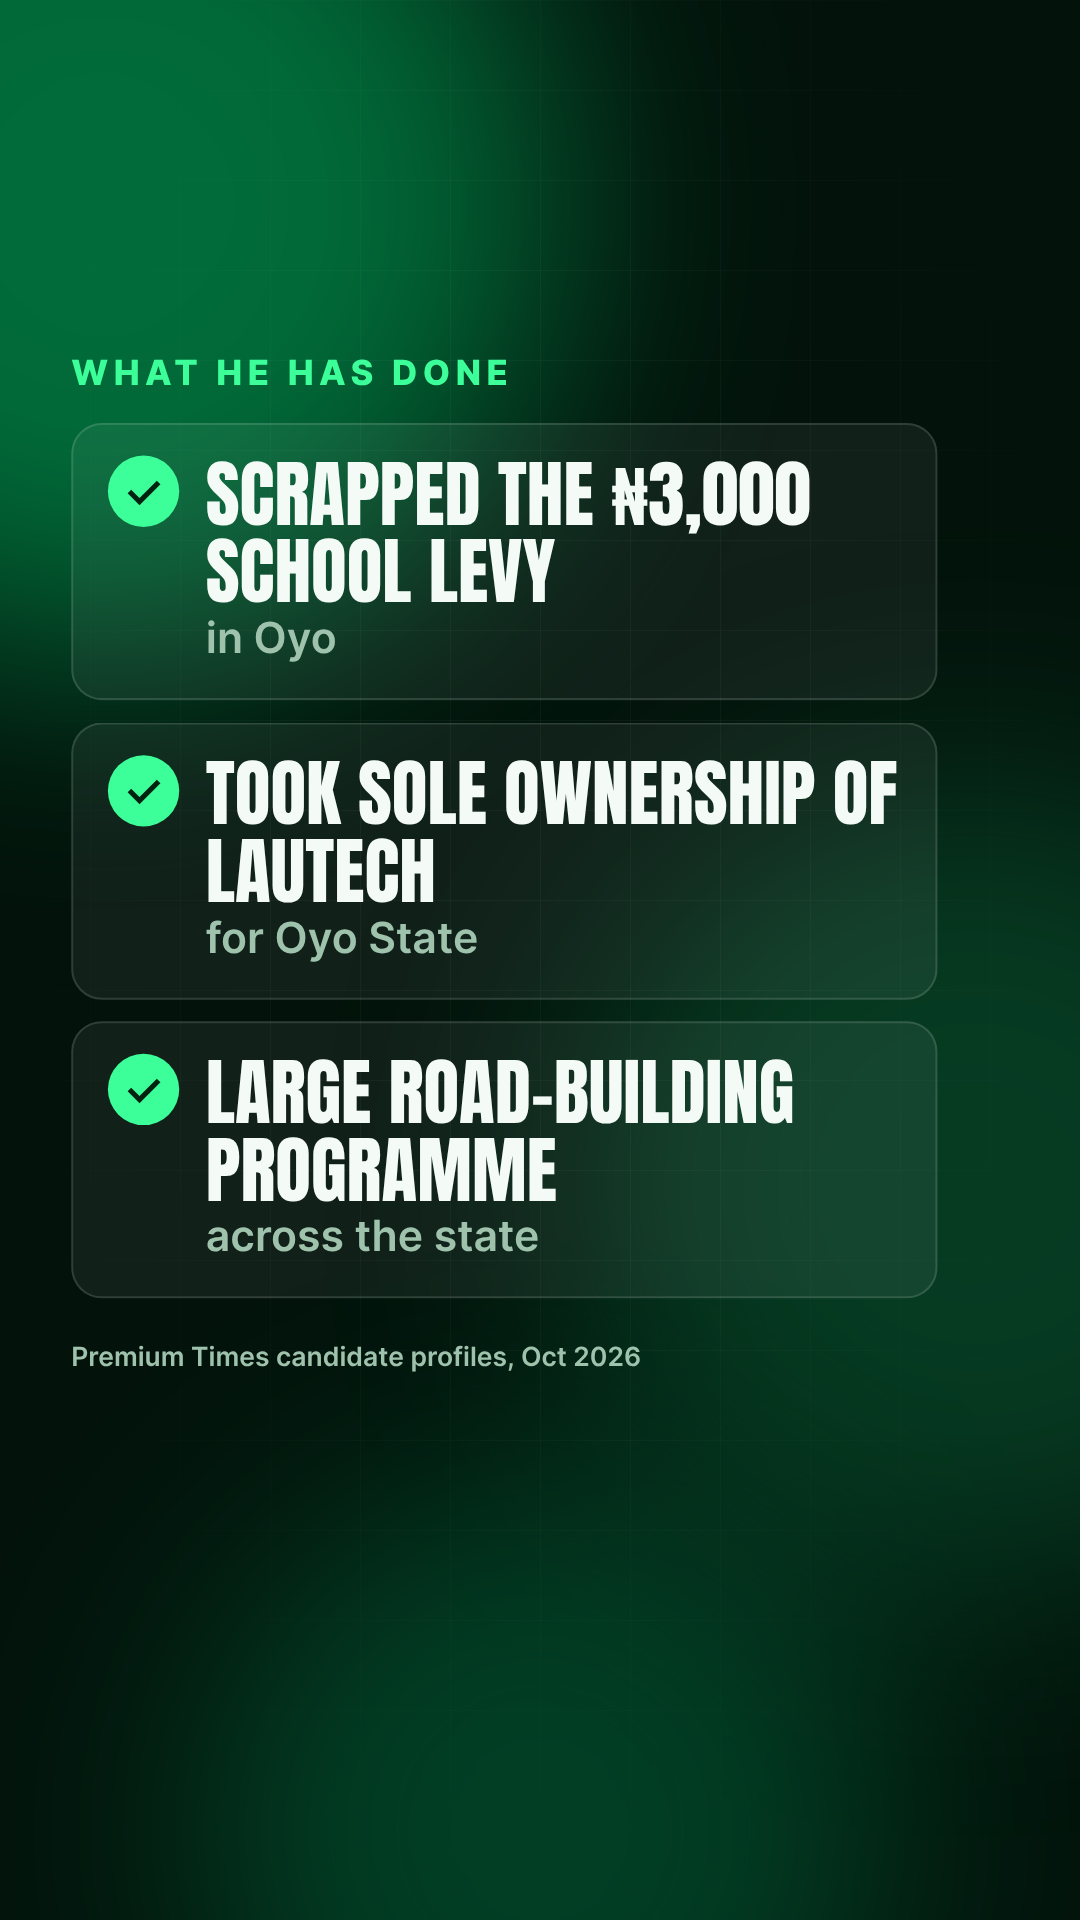 WHAT HE HAS DONE
SCRAPPED THE ₦3,000
SCHOOL LEVY
in Oyo
TOOK SOLE OWNERSHIP OF
LAUTECH
for Oyo State
LARGE ROAD-BUILDING
PROGRAMME
across the state
Premium Times candidate profiles, Oct 2026